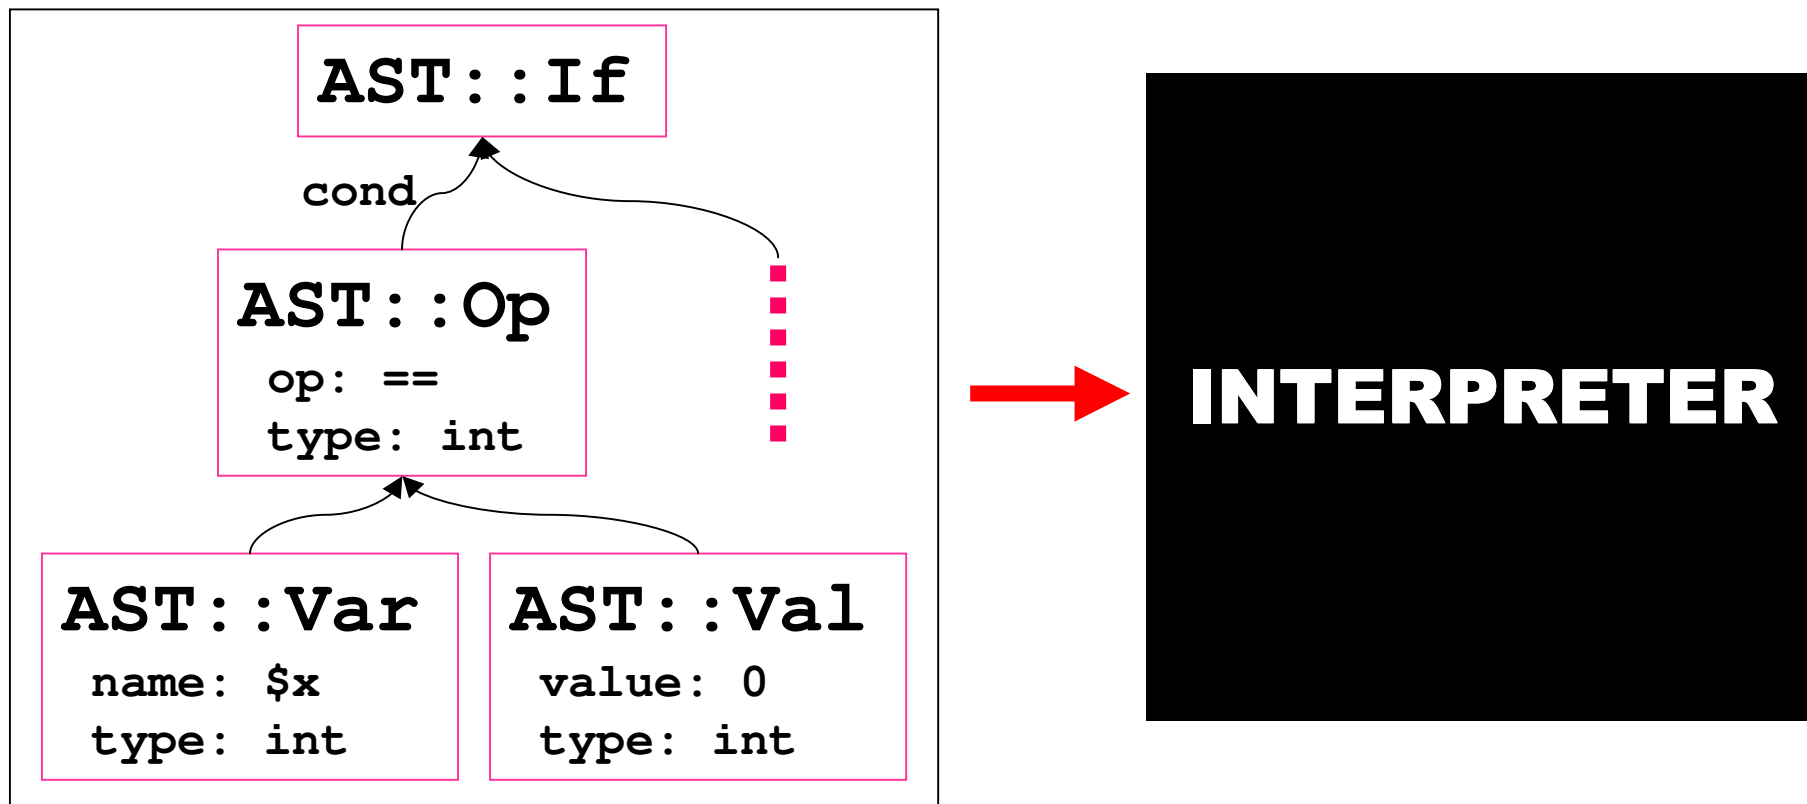 AST::If
cond
AST::Op
op: ==
type: int
AST::Var
name: $x
type: int
AST::Val
value: 0
type: int
INTERPRETER